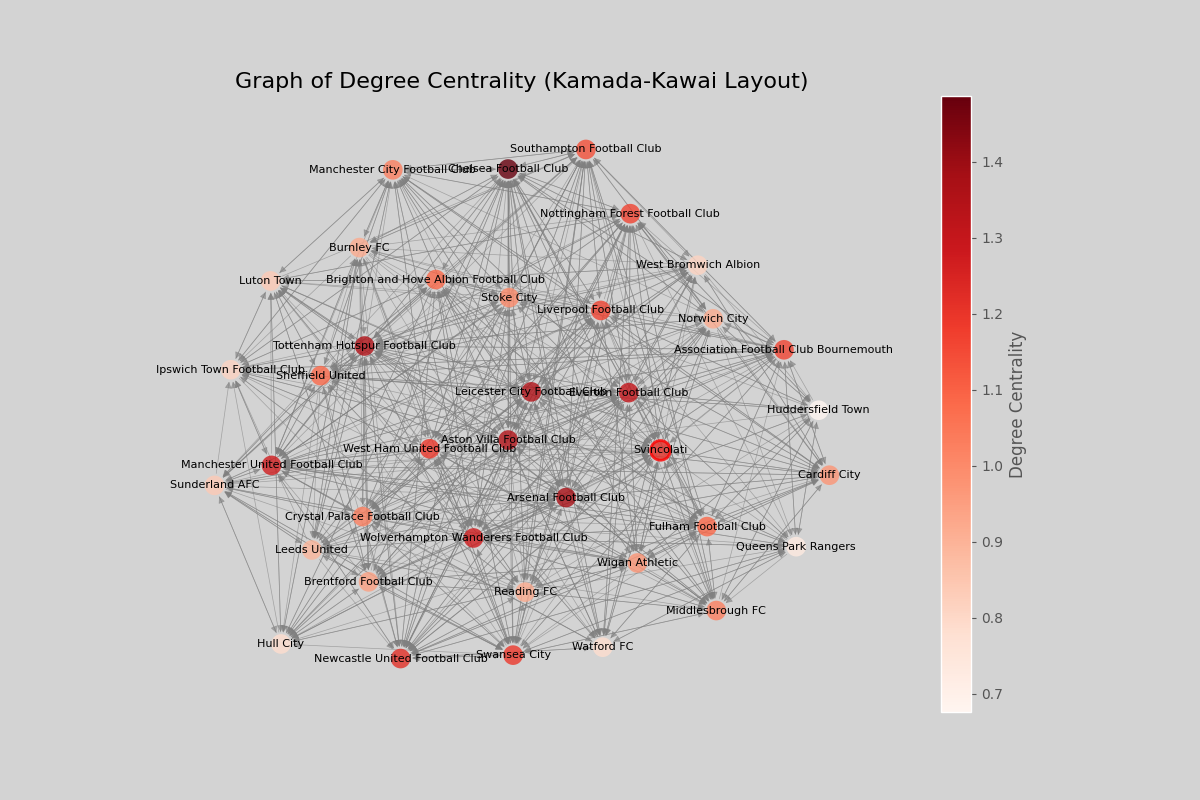 Graph of Degree Centrality (Kamada-Kawai Layout)
Southampton Football Club
Manchester City Football Club
Chelsea Football Club
Nottingham Forest Football Club
Burnley FC
West Bromwich Albion
Luton Town
Brighton and Hove Albion Football Club
Stoke City
Liverpool Football Club
Norwich City
Tottenham Hotspur Football Club
Association Football Club Bournemouth
Ipswich Town Football Club
Sheffield United
Leicester City Football Club
Everton Football Club
Huddersfield Town
Aston Villa Football Club
West Ham United Football Club
Svincolati
Manchester United Football Club
Cardiff City
Sunderland AFC
Arsenal Football Club
Crystal Palace Football Club
Fulham Football Club
Wolverhampton Wanderers Football Club
Leeds United
Queens Park Rangers
Wigan Athletic
Brentford Football Club
Reading FC
Middlesbrough FC
Hull City
Watford FC
Swansea City
Newcastle United Football Club
1.4
1.3
1.2
1.1
1.0
0.9
0.8
0.7
Degree Centrality